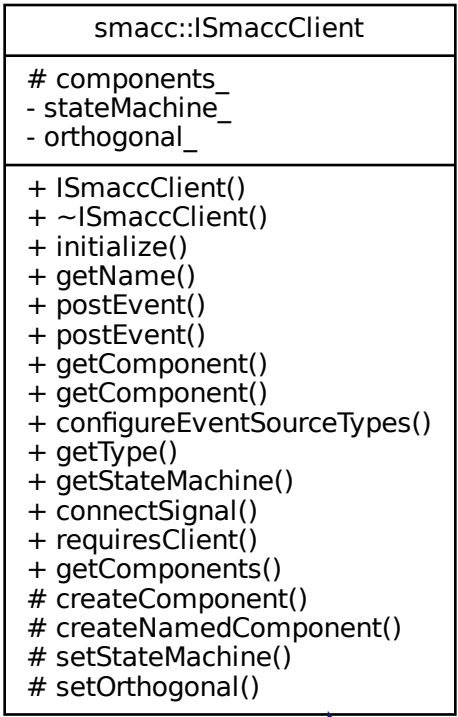 smacc::ISmaccClient
# components_
- stateMachine_
- orthogonal_
+ ISmaccClient()
+ ~ISmaccClient()
+ initialize()
+ getName()
+ postEvent()
+ postEvent()
+ getComponent()
+ getComponent()
+ configureEventSourceTypes()
+ getType()
+ getStateMachine()
+ connectSignal()
+ requiresClient()
+ getComponents()
# createComponent()
# createNamedComponent()
# setStateMachine()
# setOrthogonal()